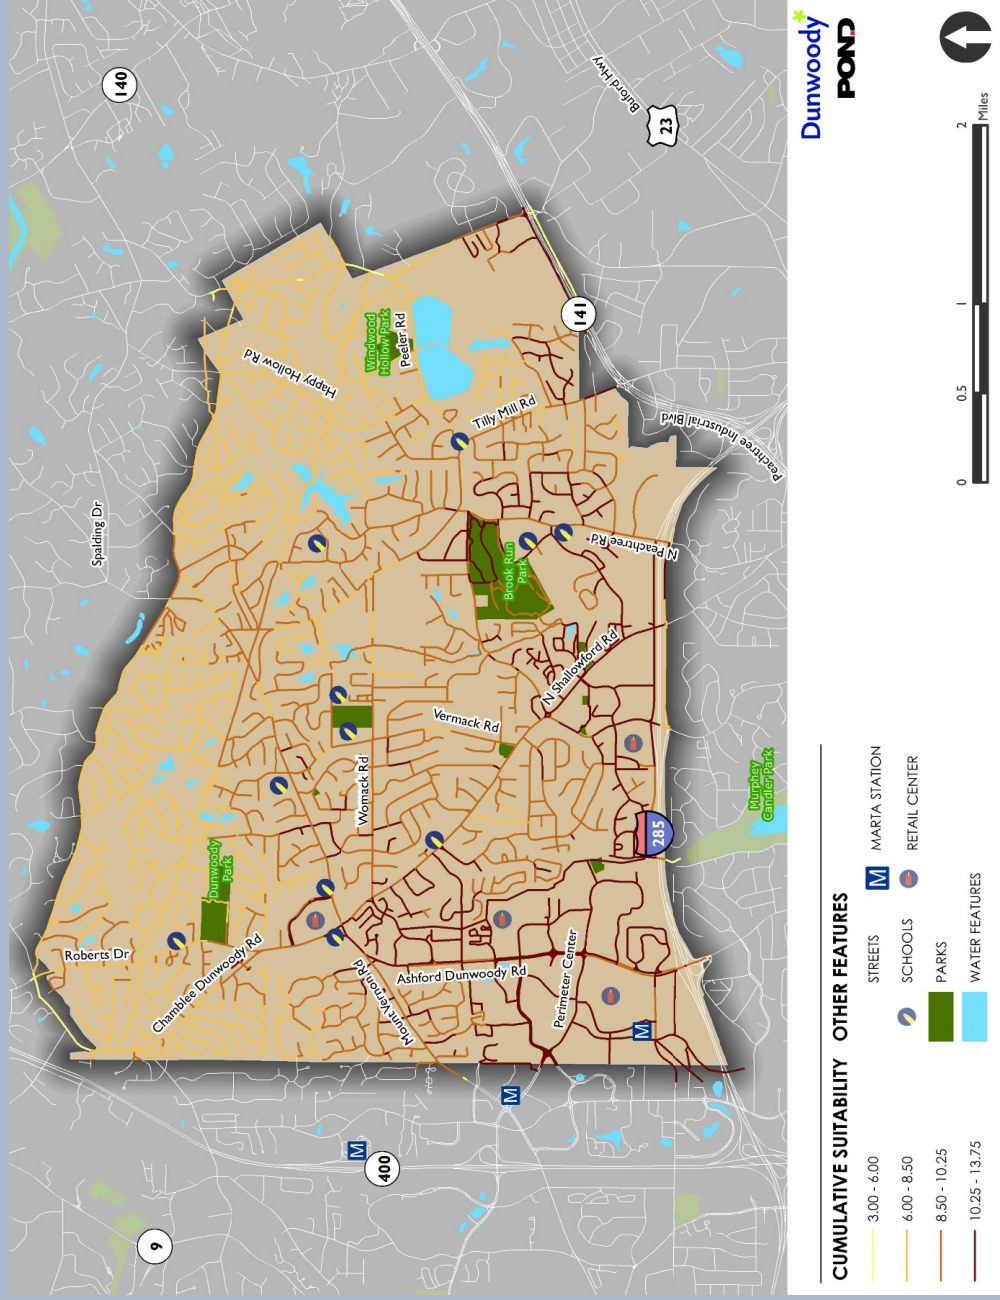 140
Spalding Dr
Buford Hwy
23
Happy Hollow Rd
Windwood
Hollow Park
Peeler Rd
141
Tilly Mill Rd
Peachtree Industrial Blvd
N Peachtree Rd
Brook Run
Park
N Shallowford Rd
Vermack Rd
Womack Rd
Dunwoody
Park
Roberts Dr
Chamblee Dunwoody Rd
Mount Vernon Rd
Ashford Dunwoody Rd
Perimeter Center
285
Murphey
Candler Park
M
M
M
400
9
CUMULATIVE SUITABILITY
3.00 - 6.00
6.00 - 8.50
8.50 - 10.25
10.25 - 13.75
OTHER FEATURES
STREETS
SCHOOLS
PARKS
WATER FEATURES
M
MARTA STATION
RETAIL CENTER
0
0.5
1
2
Miles
Dunwoody*
POND